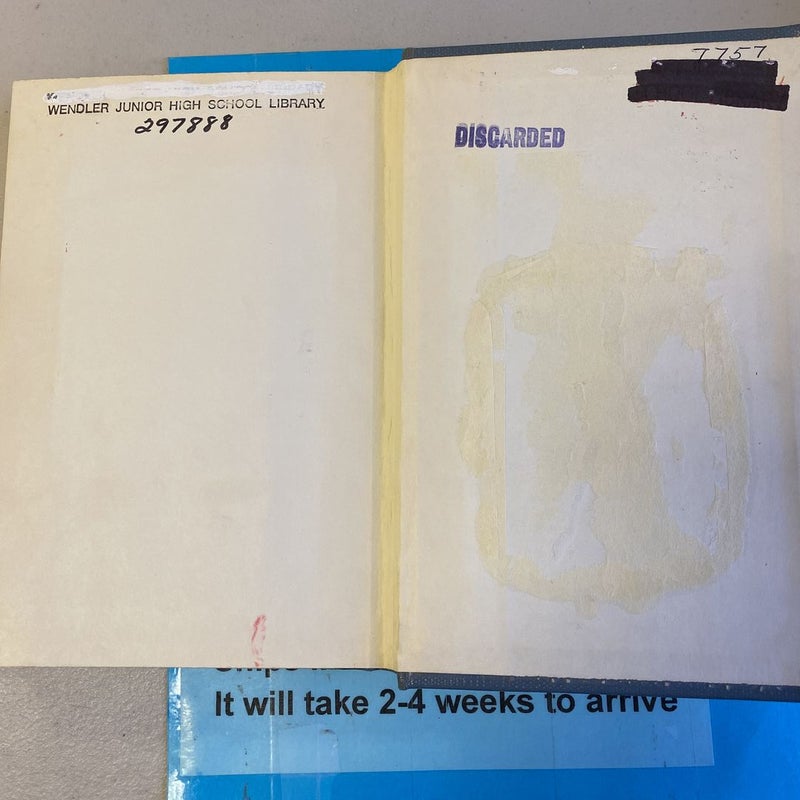 WENDLER JUNIOR HIGH SCHOOL LIBRARY.
297888
7757
DISCARDED
It will take 2-4 weeks to arrive